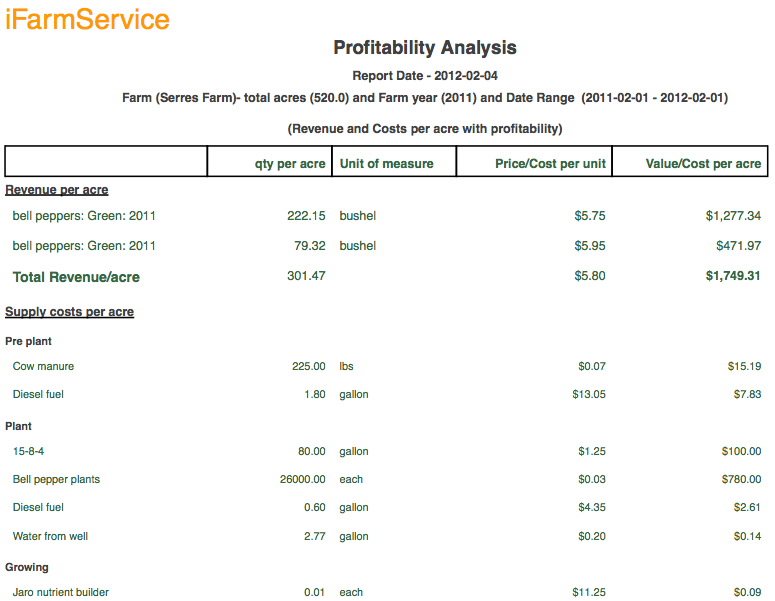 iFarmService
Profitability Analysis
Report Date - 2012-02-04
Farm (Serres Farm)- total acres (520.0) and Farm year (2011) and Date Range (2011-02-01 - 2012-02-01)
(Revenue and Costs per acre with profitability)
qty per acre Unit of measure Price/Cost per unit Value/Cost per acre
Revenue per acre
bell peppers: Green: 2011 222.15 bushel $5.75 $1,277.34
bell peppers: Green: 2011 79.32 bushel $5.95 $471.97
Total Revenue/acre 301.47 $5.80 $1,749.31
Supply costs per acre
Pre plant
Cow manure 225.00 lbs $0.07 $15.19
Diesel fuel 1.80 gallon $13.05 $7.83
Plant
15-8-4 80.00 gallon $1.25 $100.00
Bell pepper plants 26000.00 each $0.03 $780.00
Diesel fuel 0.60 gallon $4.35 $2.61
Water from well 2.77 gallon $0.20 $0.14
Growing
Jaro nutrient builder 0.01 each $11.25 $0.09